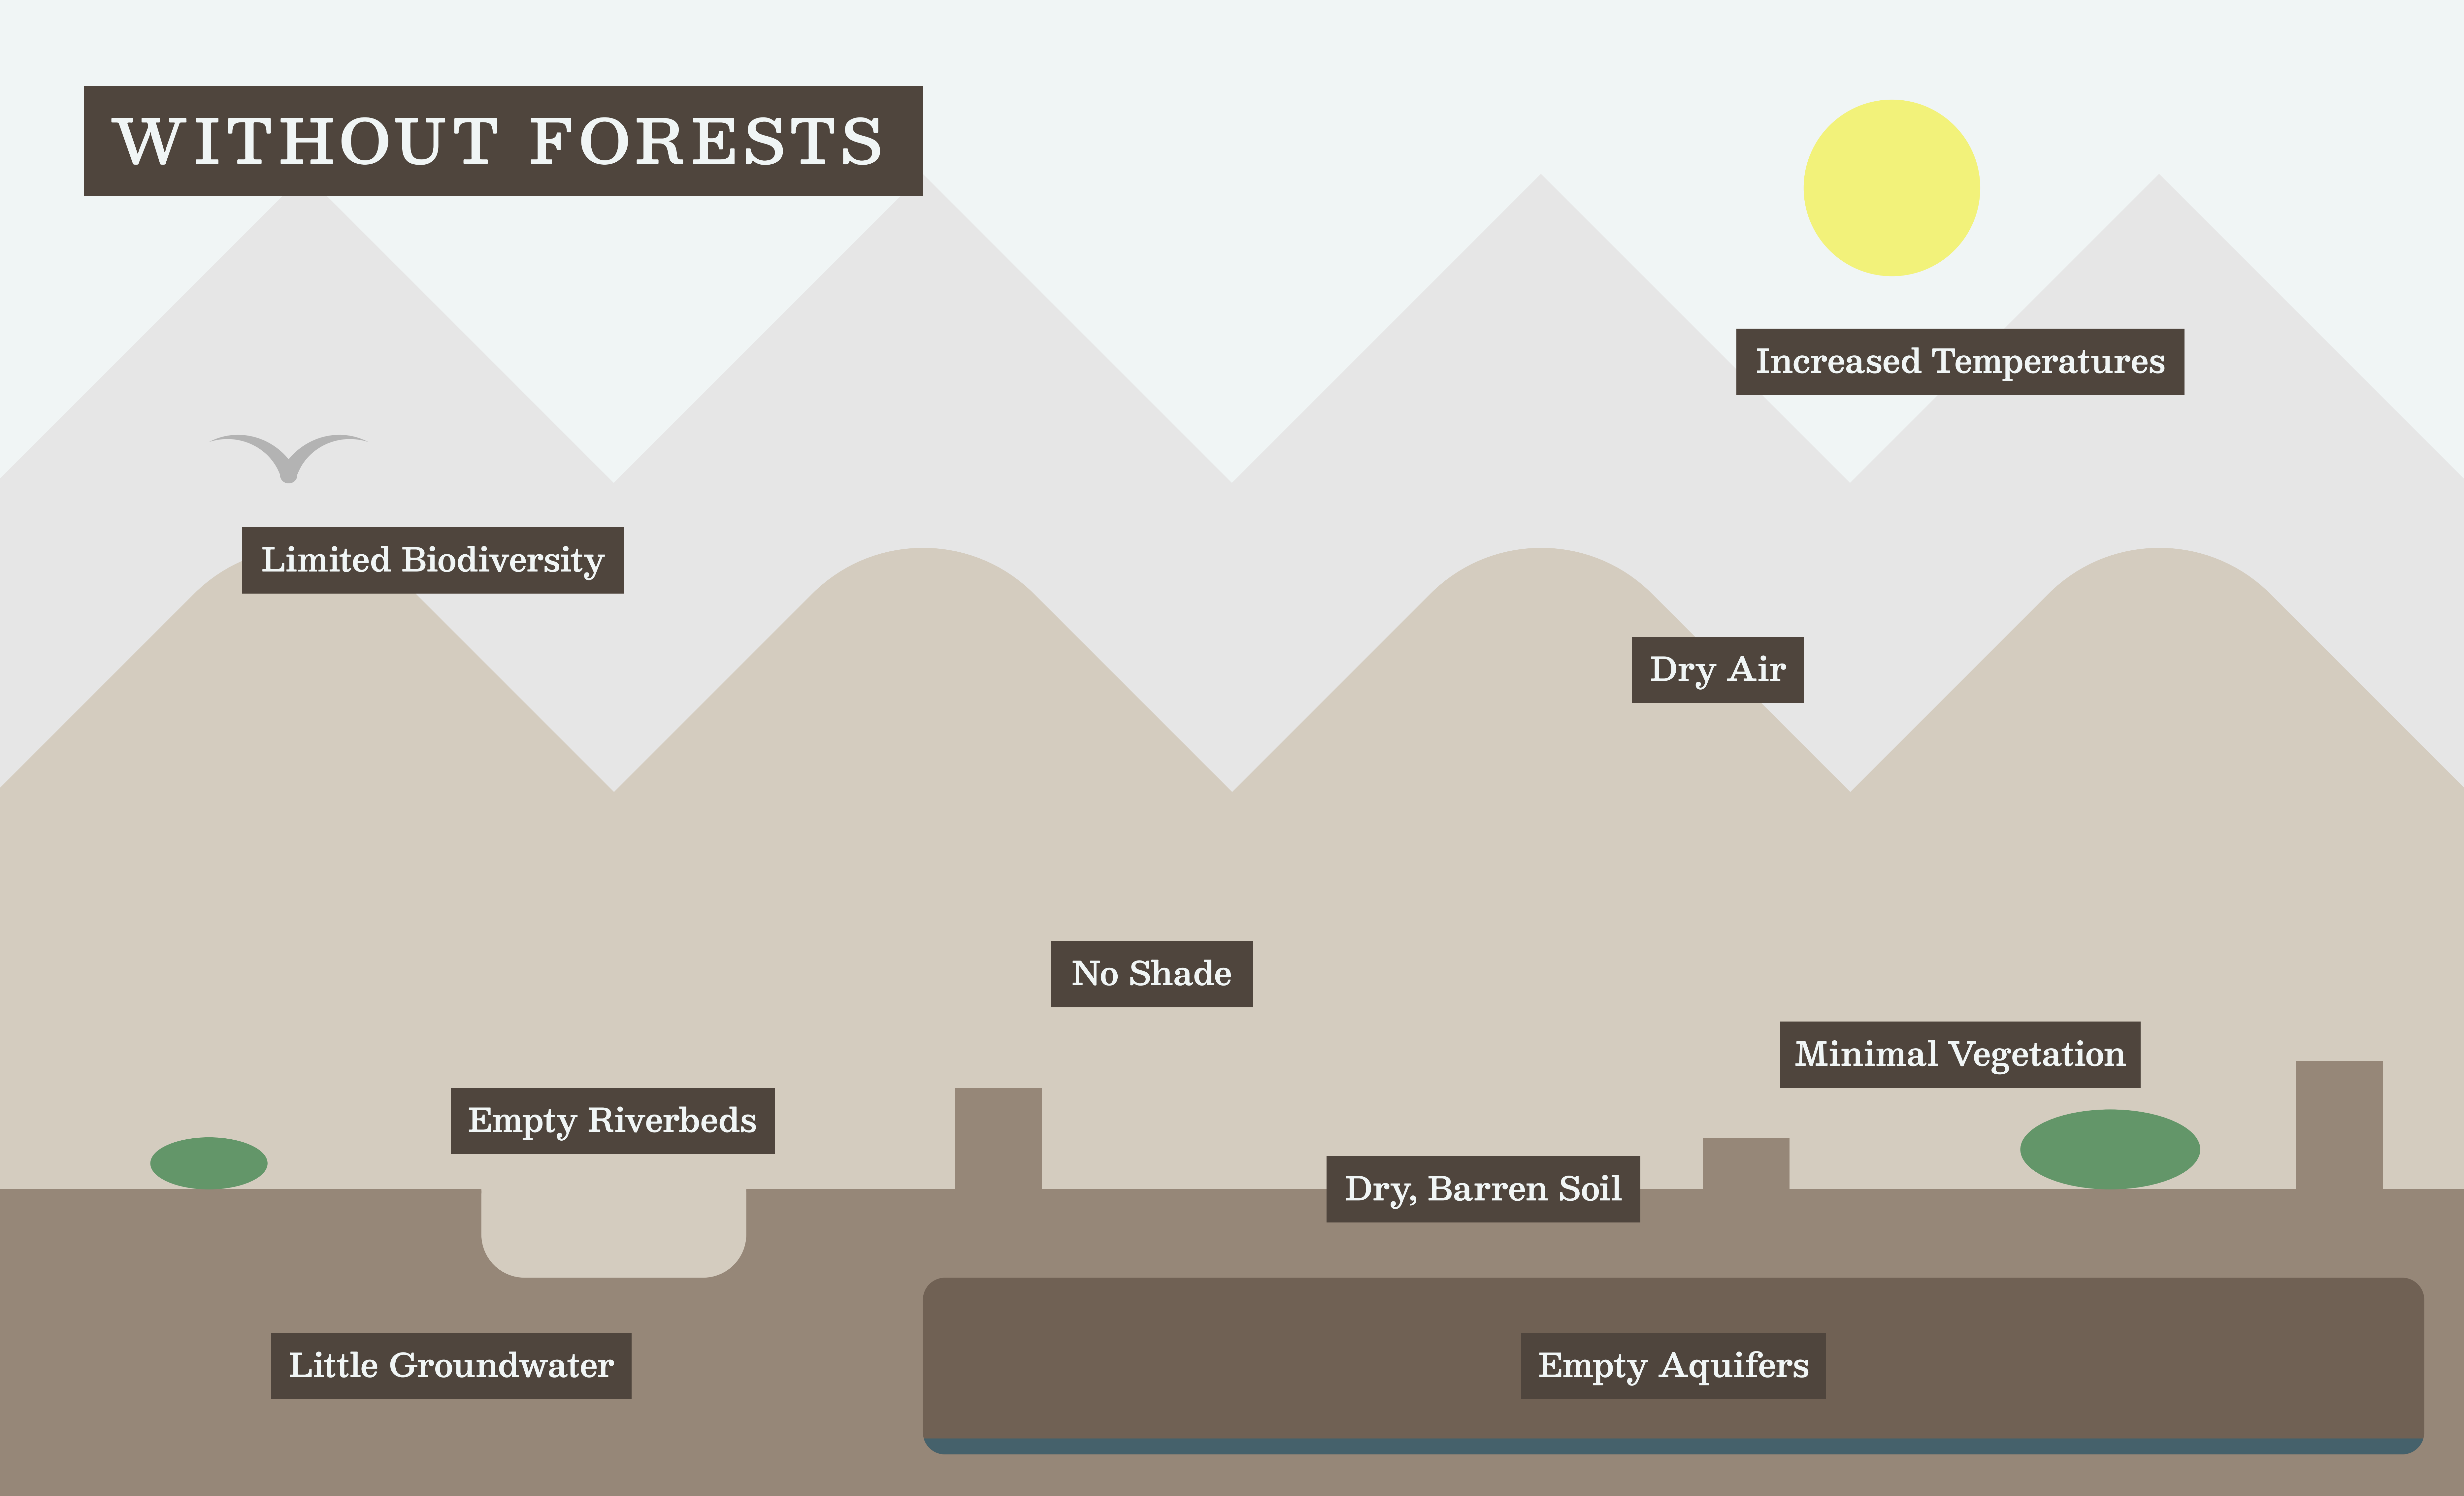 WITHOUT FORESTS
Increased Temperatures
Limited Biodiversity
Dry Air
No Shade
Minimal Vegetation
Empty Riverbeds
Dry, Barren Soil
Little Groundwater
Empty Aquifers